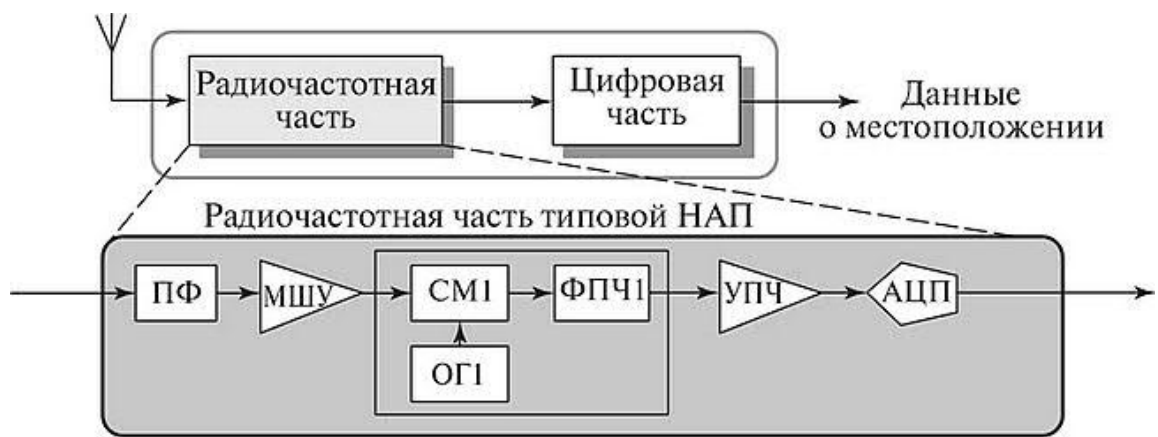 Радиочастотная
часть
Цифровая
часть
Данные
о местоположении
Радиочастотная часть типовой НАП
ПФ
МШУ
СМ1
ФПЧ1
УПЧ
АЦП
ОГ1